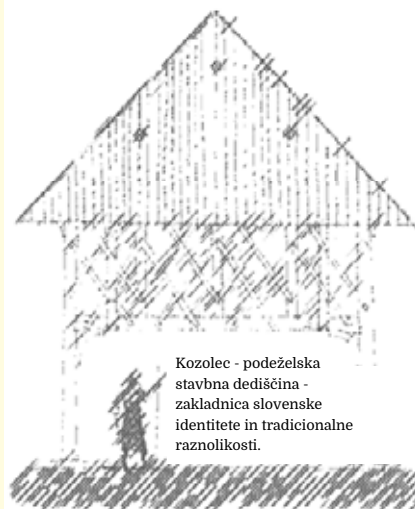 Kozolec - podeželska
stavbna dediščina -
zakladnica slovenske
identitete in tradicionalne
raznolikosti.